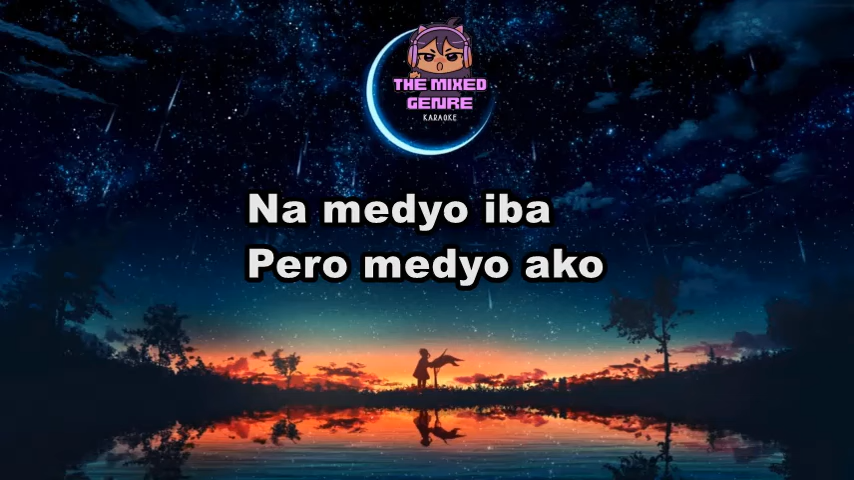 THE MIXED
GENRE
KARAOKE
Na medyo iba
Pero medyo ako